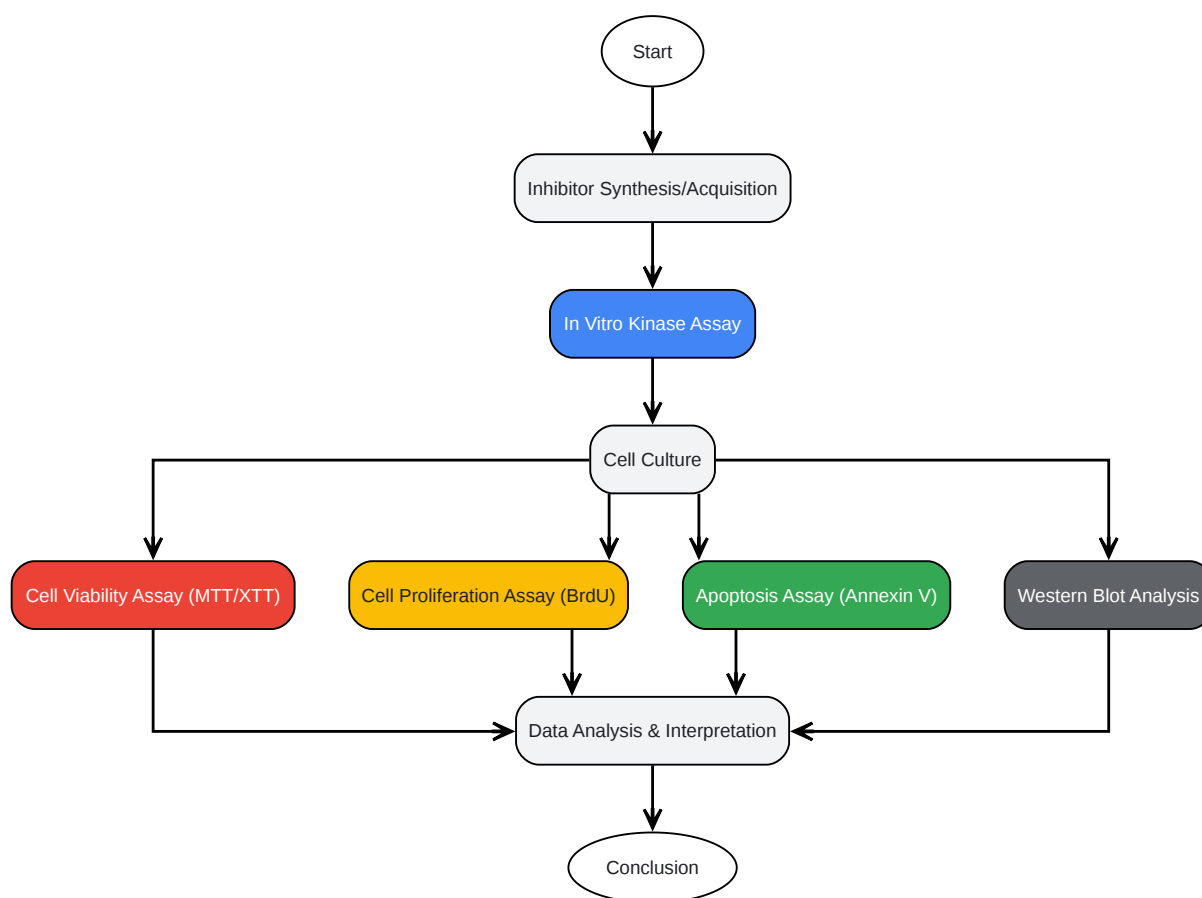 Start
Inhibitor Synthesis/Acquisition
In Vitro Kinase Assay
Cell Culture
Cell Viability Assay (MTT/XTT)
Cell Proliferation Assay (BrdU)
Apoptosis Assay (Annexin V)
Western Blot Analysis
Data Analysis & Interpretation
Conclusion